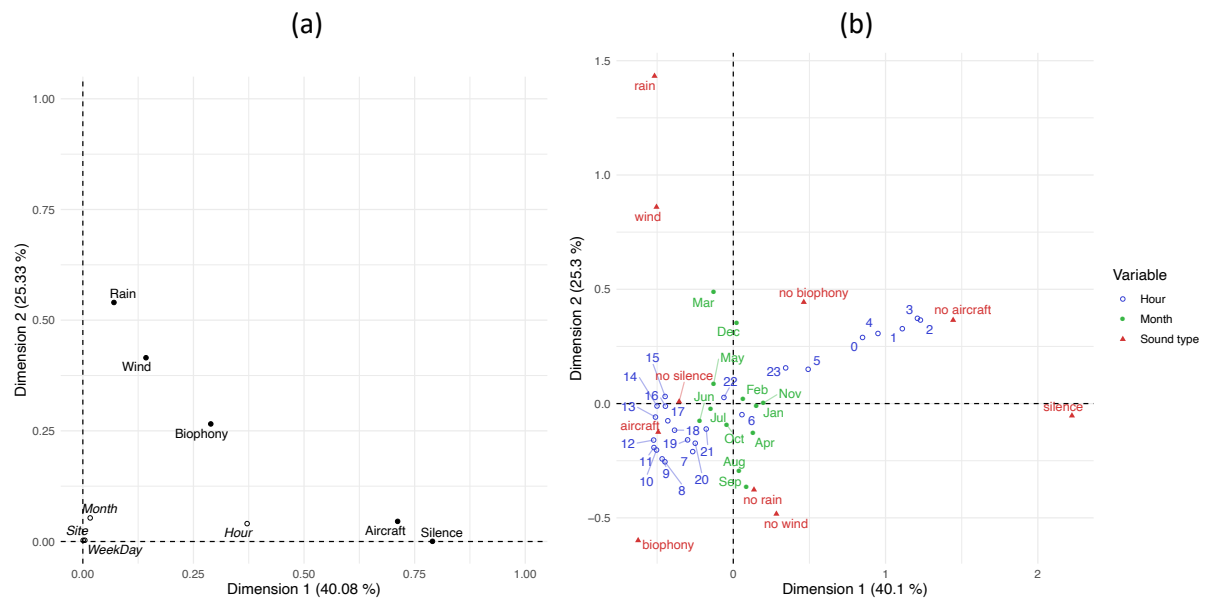 (a)
1.00
0.75
0.50
0.25
0.00
Dimension 2 (25.33 %)
Rain
Wind
Biophony
Month
Site
WeekDay
Hour
Aircraft
Silence
0.00
0.25
0.50
0.75
1.00
Dimension 1 (40.08 %)
(b)
1.5
1.0
0.5
0.0
−0.5
Dimension 2 (25.3 %)
rain
wind
Mar
Dec
May
no biophony
no aircraft
3
4
2
1
0
5
23
15
14
no silence
22
16
13
17
Jun
Feb
Nov
Jan
silence
Jul
6
aircraft
18
Oct
Apr
12
19
21
11
7
Aug
10
9
8
20
Sep
no rain
no wind
biophony
0
1
2
Dimension 1 (40.1 %)
Variable
Hour
Month
Sound type